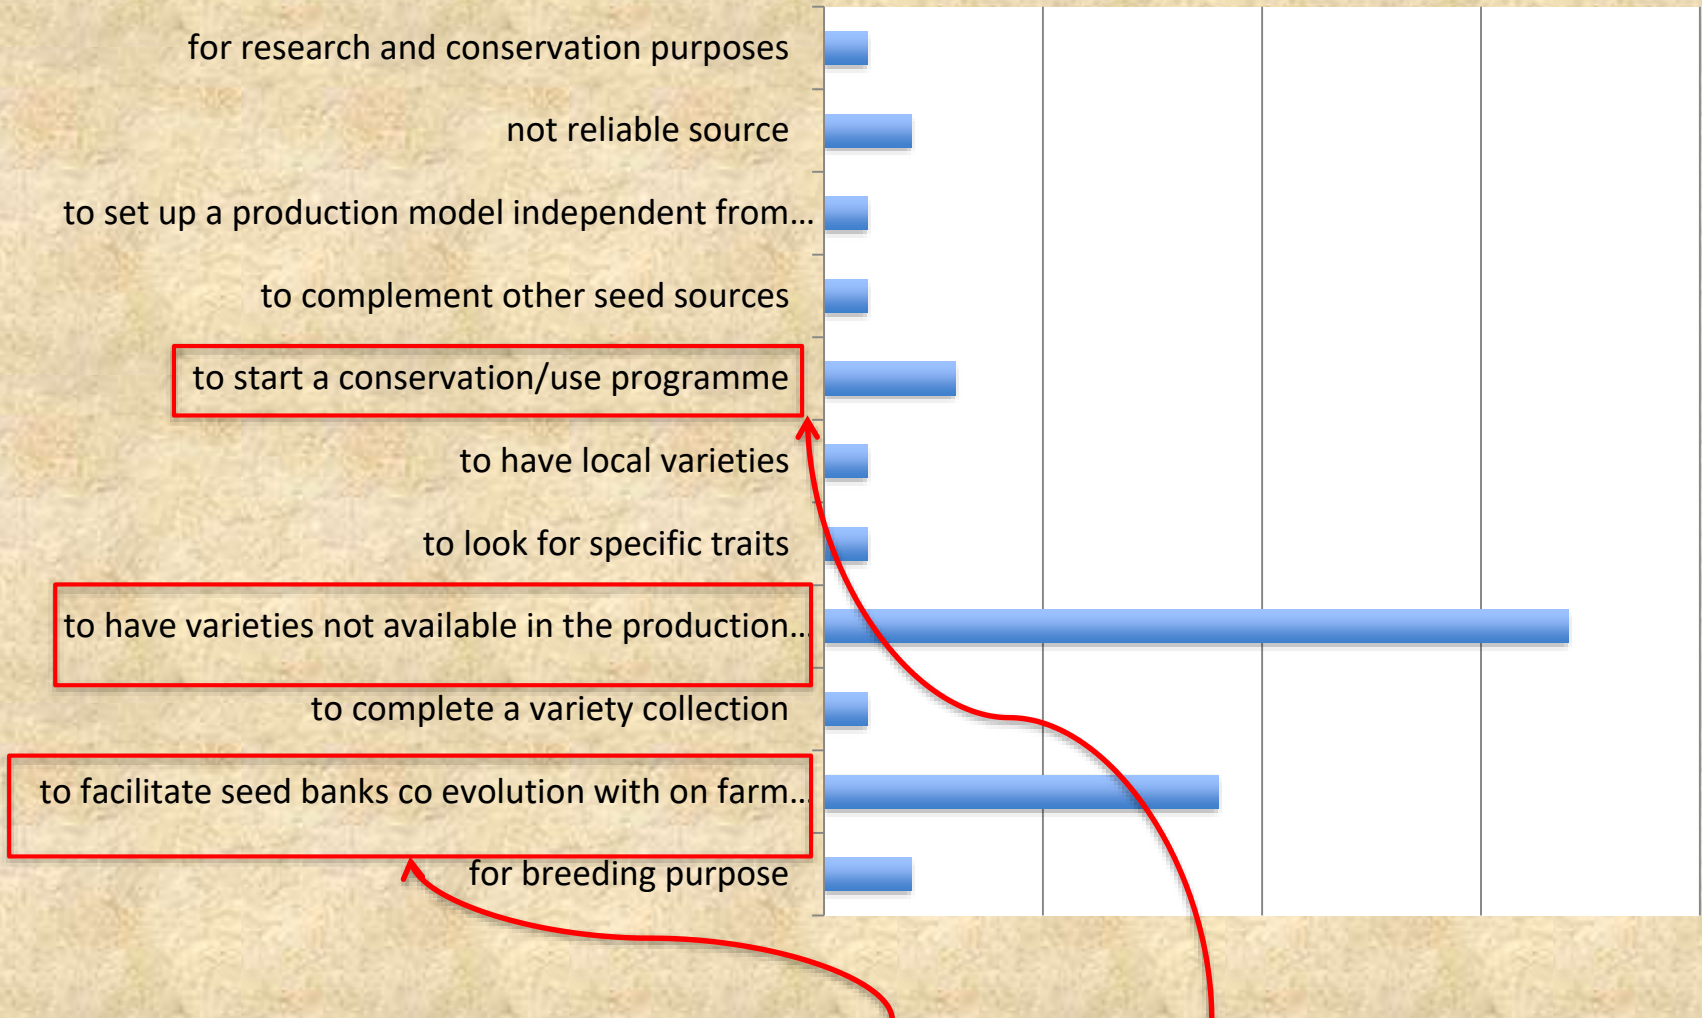 for research and conservation purposes
not reliable source
to set up a production model independent from…
to complement other seed sources
to start a conservation/use programme
to have local varieties
to look for specific traits
to have varieties not available in the production…
to complete a variety collection
to facilitate seed banks co evolution with on farm…
for breeding purpose